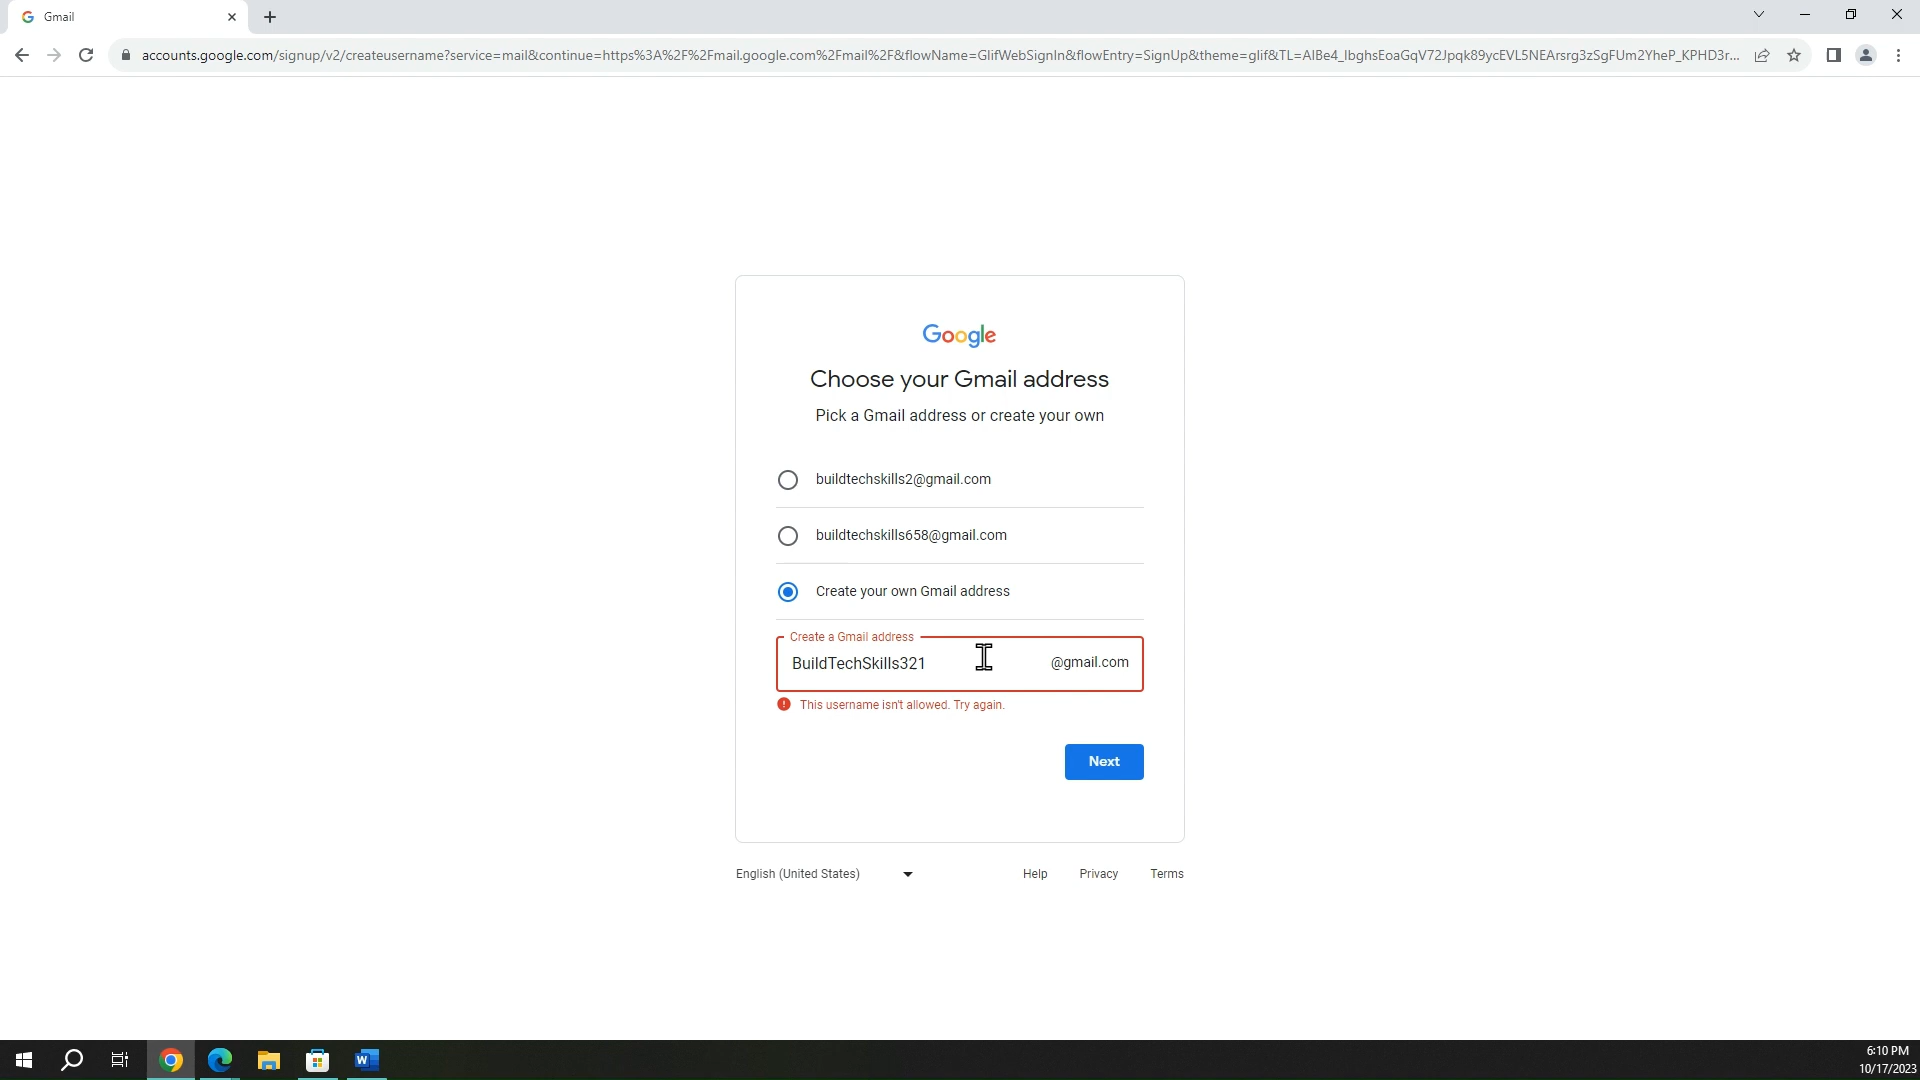 Gmail
accounts.google.com/signup/v2/createusername?service=mail&continue=https%3A%2F%2Fmail.google.com%2Fmail%2F&flowName=GlifWebSignIn&flowEntry=SignUp&theme=glif&TL=AIBe4_IbghsEoaGqV72Jpqk89ycEVL5NEArsrg3zSgFUm2YheP_KPHD3r...
Google
Choose your Gmail address
Pick a Gmail address or create your own
buildtechskills2@gmail.com
buildtechskills658@gmail.com
Create your own Gmail address
Create a Gmail address
BuildTechSkills321 @gmail.com
This username isn't allowed. Try again.
Next
English (United States) Help Privacy Terms
6:10 PM
10/17/2023